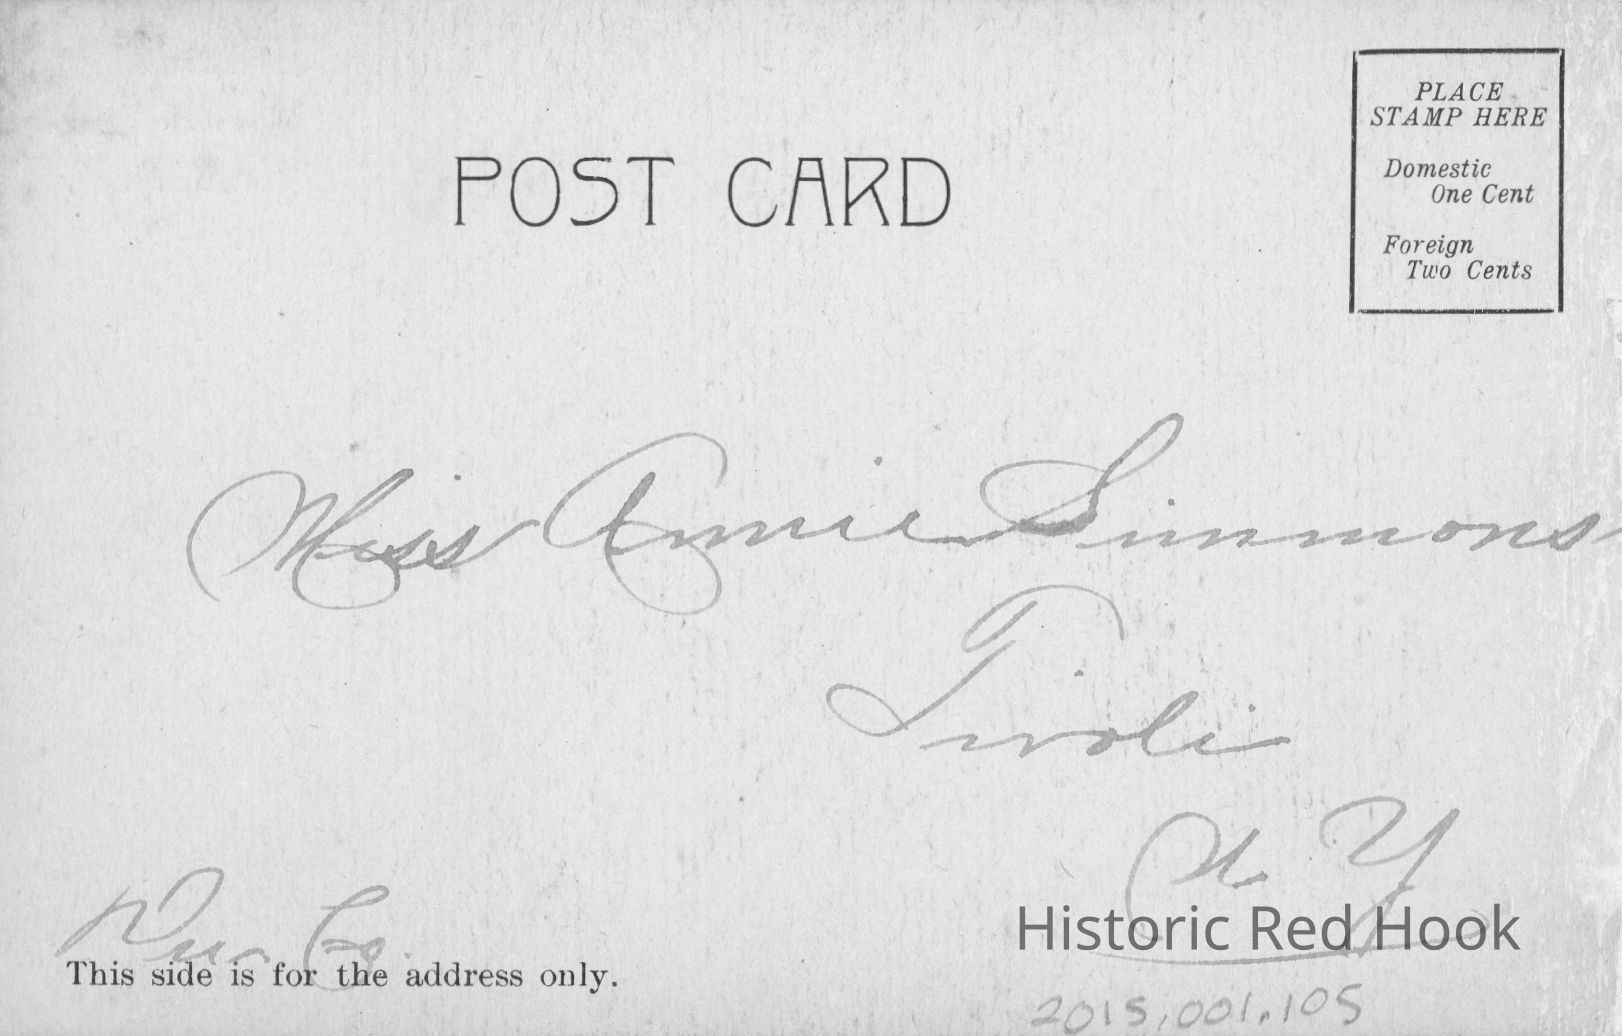 PLACE
STAMP HERE
Domestic
One Cent
Foreign
Two Cents
POST CARD
Miss Annie Simmons
Tivoli
N. Y
Co.
This side is for the address only.
Historic Red Hook
2015.001.105